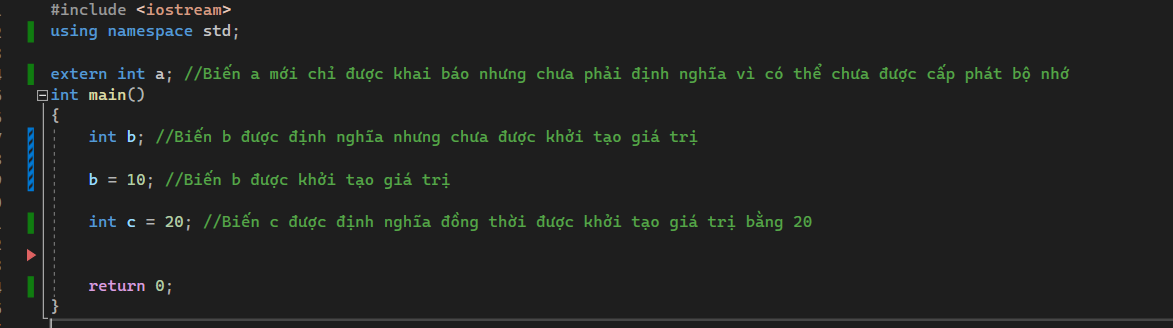 #include <iostream>
using namespace std;
extern int a; //Biến a mới chỉ được khai báo nhưng chưa phải định nghĩa vì có thể chưa được cấp phát bộ nhớ
int main()
{
int b; //Biến b được định nghĩa nhưng chưa được khởi tạo giá trị
b = 10; //Biến b được khởi tạo giá trị
int c = 20; //Biến c được định nghĩa đồng thời được khởi tạo giá trị bằng 20
return 0;
}